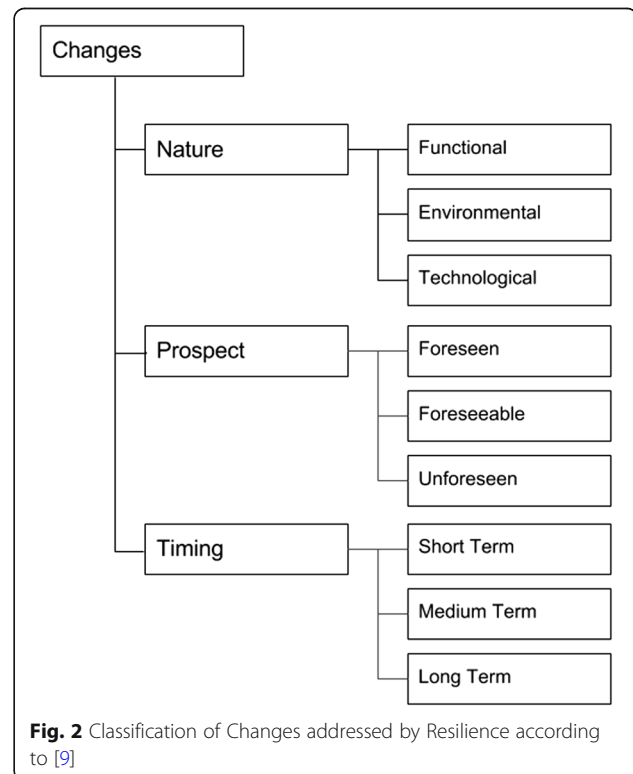 Changes
Nature
Functional
Environmental
Technological
Prospect
Foreseen
Foreseeable
Unforeseen
Timing
Short Term
Medium Term
Long Term
Fig. 2 Classification of Changes addressed by Resilience according
to [9]